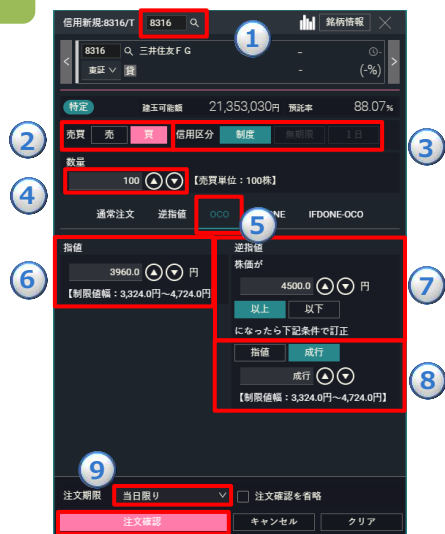 信用新規:8316/T 8316 銘柄情報
①
8316 三井住友ＦＧ -
東証 貸 - (-%)
特定 建玉可能額 21,353,030円 預託率 88.07%
② 売買 売 買 信用区分 制度 無期限 1日 ③
数量
④ 100 【売買単位：100株】
通常注文 逆指値 OCO NE IFDONE-OCO
⑤
指値 逆指値
株価が
⑥ 3960.0 円 4500.0 円 ⑦
【制限値幅：3,324.0円～4,724.0円
以上 以下
になったら下記条件で訂正
指値 成行
成行 ⑧
【制限値幅：3,324.0円～4,724.0円】
⑨
注文期限 当日限り 注文確認を省略
注文確認 キャンセル クリア